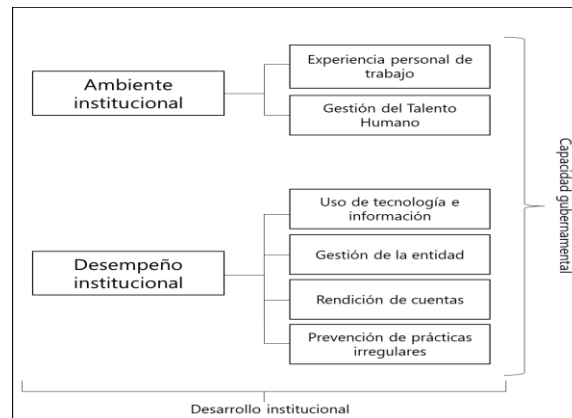 Ambiente
institucional
Experiencia personal de
trabajo
Gestión del Talento
Humano
Desempeño
institucional
Uso de tecnología e
información
Gestión de la entidad
Rendición de cuentas
Prevención de prácticas
irregulares
Capacidad gubernamental
Desarrollo institucional